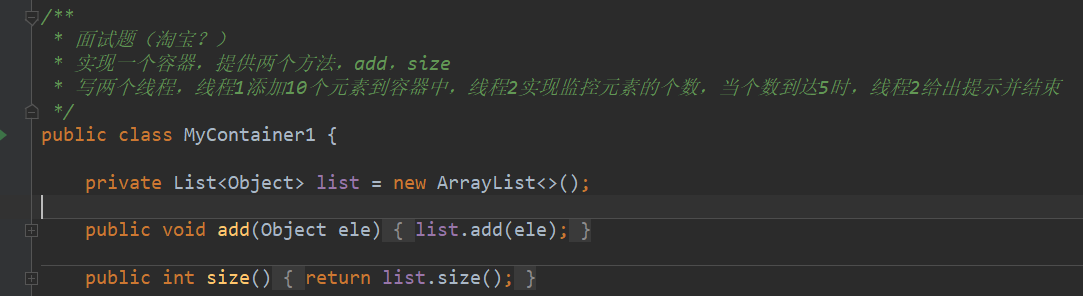 /**
 * 面试题（淘宝？）
 * 实现一个容器，提供两个方法，add，size
 * 写两个线程，线程1添加10个元素到容器中，线程2实现监控元素的个数，当个数到达5时，线程2给出提示并结束
 */
public class MyContainer1 {
    private List<Object> list = new ArrayList<>();
    public void add(Object ele) { list.add(ele); }
    public int size() { return list.size(); }